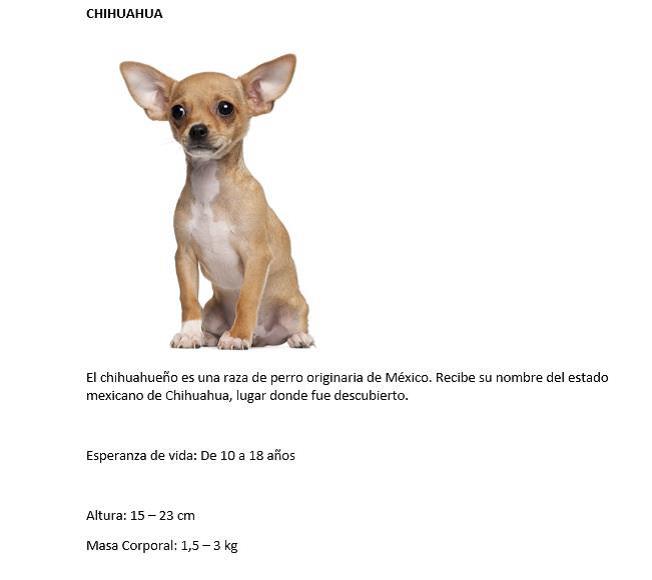 CHIHUAHUA
El chihuahueño es una raza de perro originaria de México. Recibe su nombre del estado
mexicano de Chihuahua, lugar donde fue descubierto.
Esperanza de vida: De 10 a 18 años
Altura: 15 – 23 cm
Masa Corporal: 1,5 – 3 kg